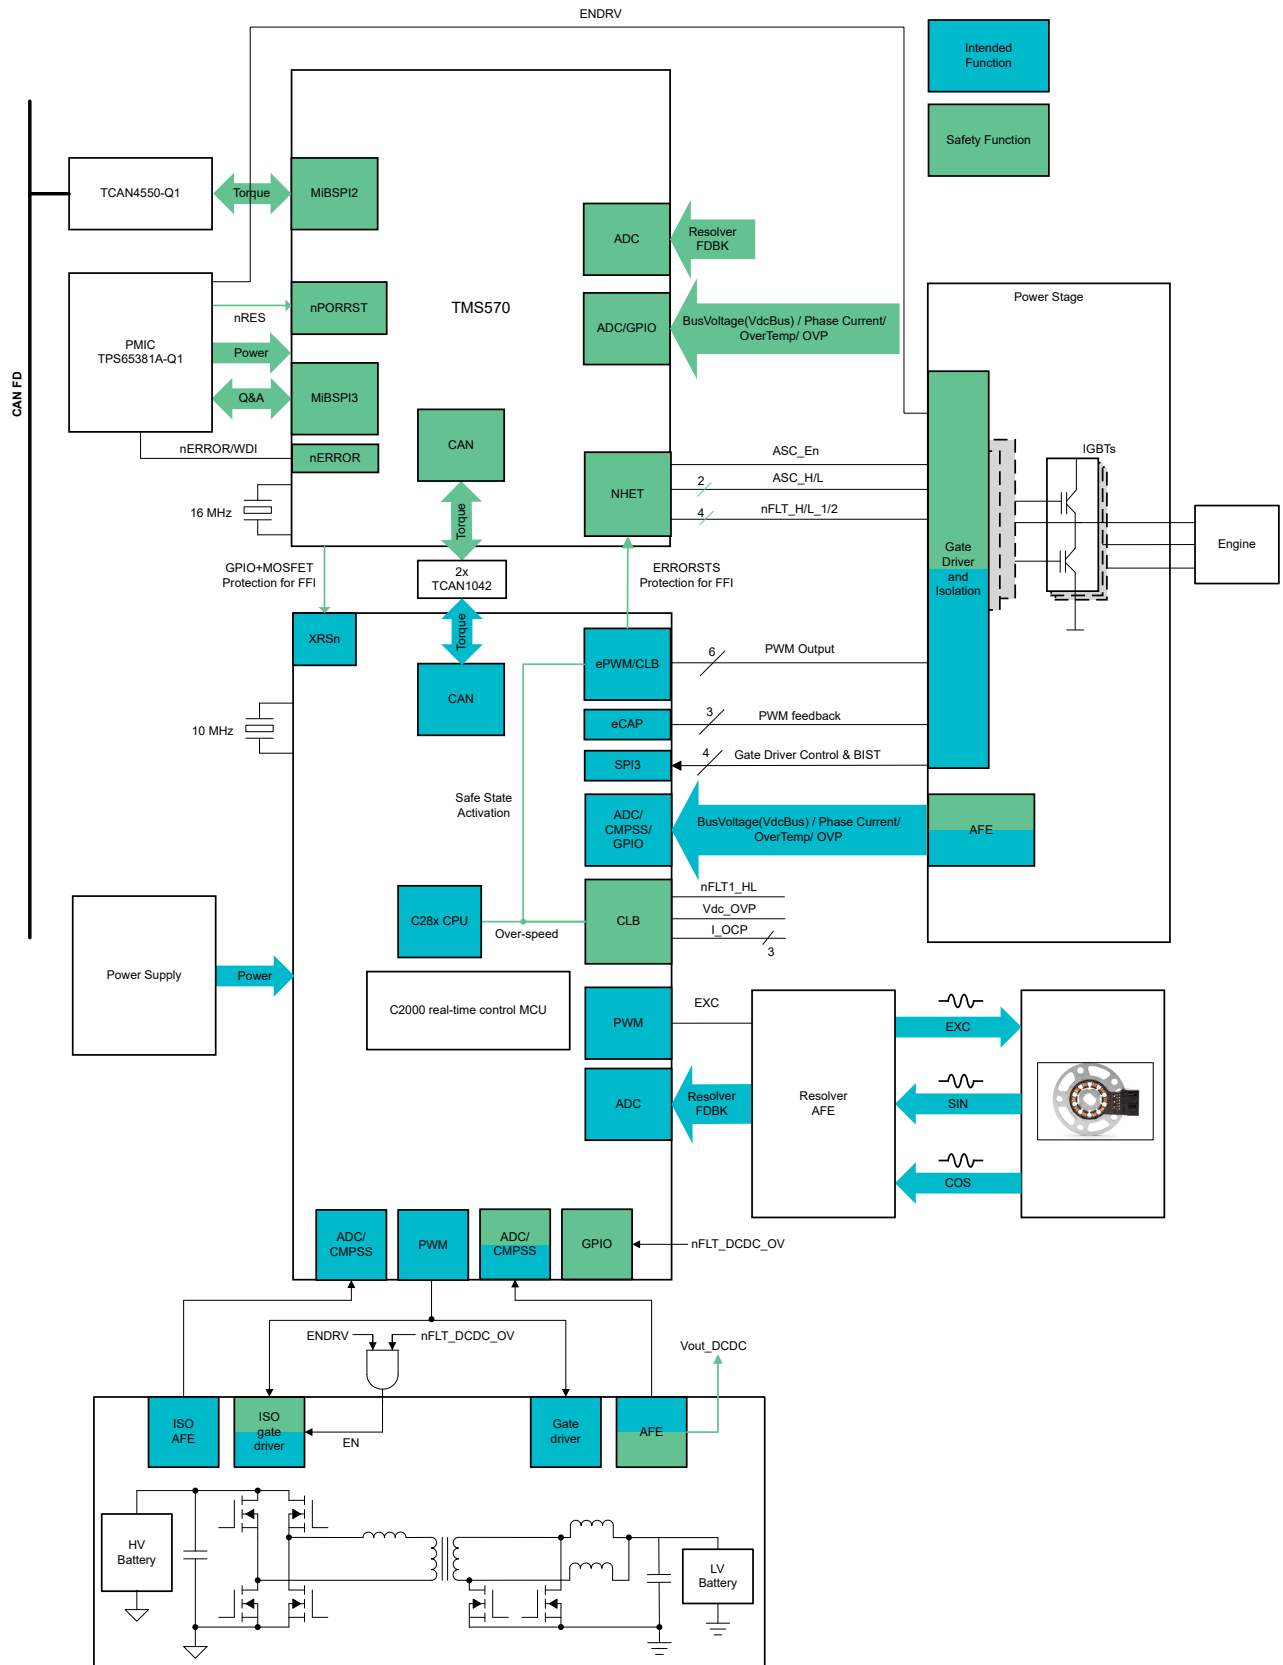 ENDRV
Intended
Function
Safety Function
CAN FD
TCAN4550-Q1
Torque
MiBSPI2
ADC
Resolver
FDBK
TMS570
nPORRST
nRES
PMIC
TPS65381A-Q1
Power
Q&A
MiBSPI3
nERROR/WDI
nERROR
16 MHz
ADC/GPIO
BusVoltage(VdcBus) / Phase Current/
OverTemp/ OVP
Power Stage
CAN
Torque
NHET
ASC_En
2
ASC_H/L
4
nFLT_H/L_1/2
IGBTs
Gate
Driver
and
Isolation
Engine
GPIO+MOSFET
Protection for FFI
2x
TCAN1042
ERRORSTS
Protection for FFI
XRSn
Torque
CAN
10 MHz
ePWM/CLB
6
PWM Output
eCAP
3
PWM feedback
SPI3
4
Gate Driver Control & BIST
Safe State
Activation
ADC/
CMPSS/
GPIO
BusVoltage(VdcBus) / Phase Current/
OverTemp/ OVP
AFE
C28x CPU
Over-speed
CLB
nFLT1_HL
Vdc_OVP
I_OCP
3
Power Supply
Power
C2000 real-time control MCU
PWM
EXC
ADC
Resolver
FDBK
Resolver
AFE
EXC
SIN
COS
ADC/
CMPSS
PWM
ADC/
CMPSS
GPIO
nFLT_DCDC_OV
ENDRV
nFLT_DCDC_OV
Vout_DCDC
ISO
AFE
ISO
gate
driver
EN
Gate
driver
AFE
HV
Battery
LV
Battery